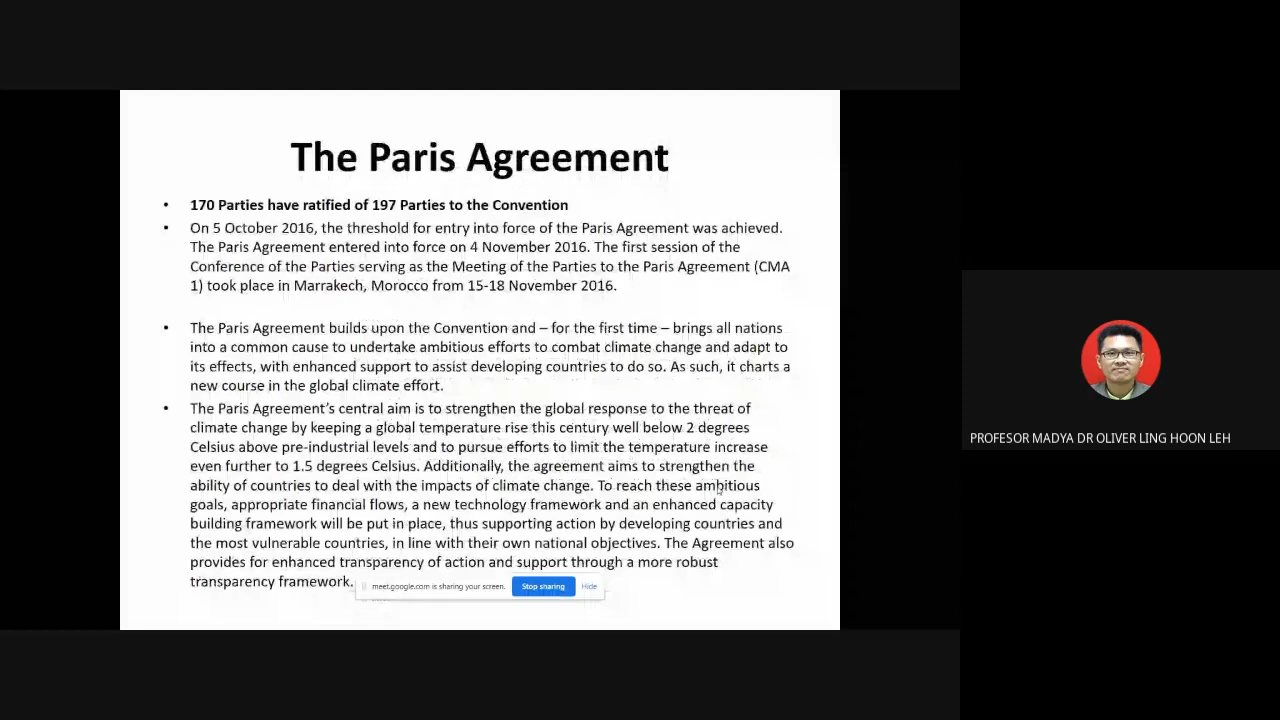 The Paris Agreement
• 170 Parties have ratified of 197 Parties to the Convention
• On 5 October 2016, the threshold for entry into force of the Paris Agreement was achieved.
The Paris Agreement entered into force on 4 November 2016. The first session of the
Conference of the Parties serving as the Meeting of the Parties to the Paris Agreement (CMA
1) took place in Marrakech, Morocco from 15-18 November 2016.
• The Paris Agreement builds upon the Convention and – for the first time – brings all nations
into a common cause to undertake ambitious efforts to combat climate change and adapt to
its effects, with enhanced support to assist developing countries to do so. As such, it charts a
new course in the global climate effort.
• The Paris Agreement’s central aim is to strengthen the global response to the threat of
climate change by keeping a global temperature rise this century well below 2 degrees
Celsius above pre-industrial levels and to pursue efforts to limit the temperature increase
even further to 1.5 degrees Celsius. Additionally, the agreement aims to strengthen the
ability of countries to deal with the impacts of climate change. To reach these ambitious
goals, appropriate financial flows, a new technology framework and an enhanced capacity
building framework will be put in place, thus supporting action by developing countries and
the most vulnerable countries, in line with their own national objectives. The Agreement also
provides for enhanced transparency of action and support through a more robust
transparency framework.
meet.google.com is sharing your screen. Stop sharing Hide
PROFESOR MADYA DR OLIVER LING HOON LEH